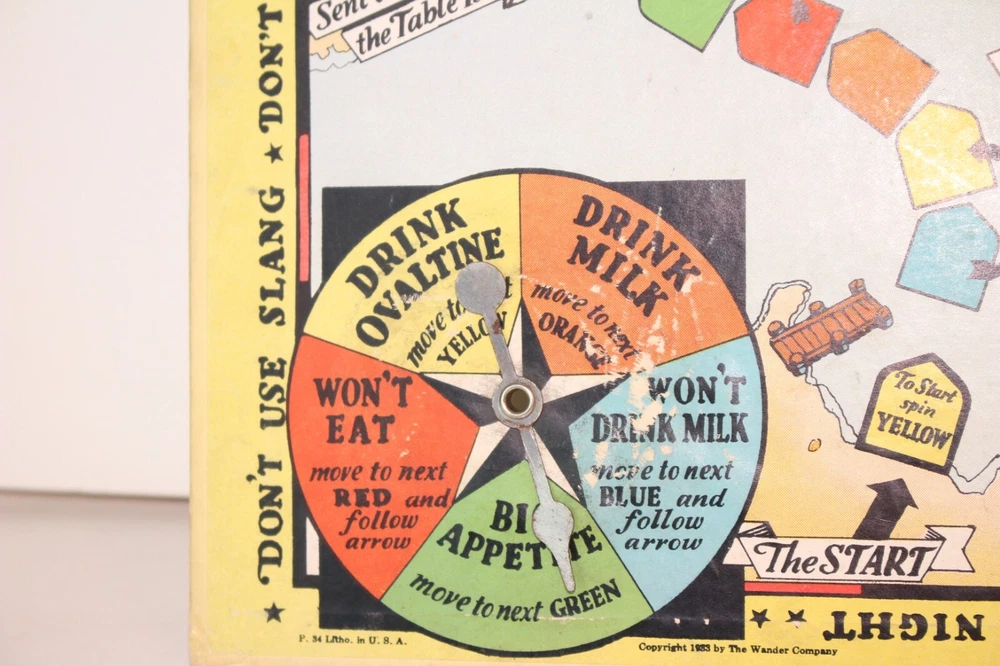 Sent
the Table
DON'T USE SLANG ★ DON'T
DRINK
OVALTINE
move to
YELLOW
DRINK
MILK
move to next
ORANGE
WON'T
EAT
move to next
RED and
follow
arrow
WON'T
DRINK MILK
move to next
BLUE and
follow
arrow
BIG
APPETITE
move to next GREEN
To Start
spin
YELLOW
The START
NIGHT
P. 34 Litho. in U. S. A.
Copyright 1933 by The Wander Company